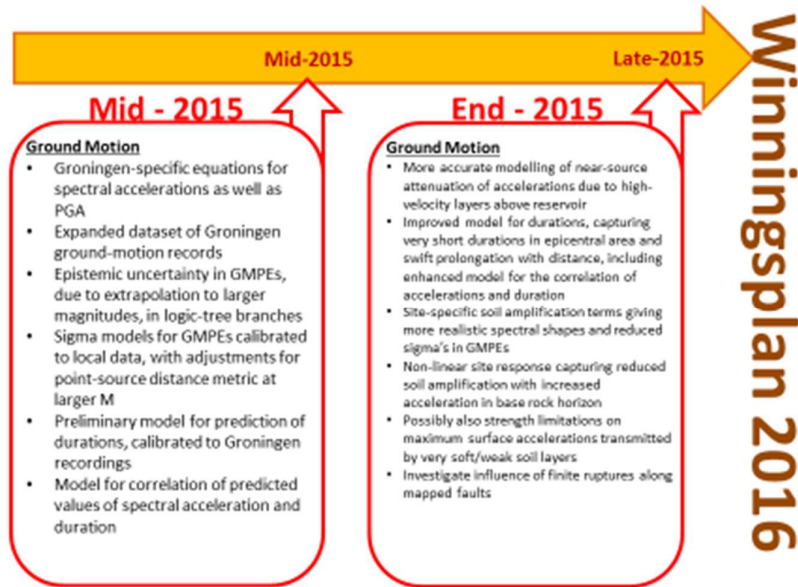 Mid-2015
Late-2015
Mid - 2015
Ground Motion
• Groningen-specific equations for
spectral accelerations as well as
PGA
• Expanded dataset of Groningen
ground-motion records
• Epistemic uncertainty in GMPEs,
due to extrapolation to larger
magnitudes, in logic-tree branches
• Sigma models for GMPEs calibrated
to local data, with adjustments for
point-source distance metric at
larger M
• Preliminary model for prediction of
durations, calibrated to Groningen
recordings
• Model for correlation of predicted
values of spectral acceleration and
duration
End - 2015
Ground Motion
• More accurate modelling of near-source
attenuation of accelerations due to high-
velocity layers above reservoir
• Improved model for durations, capturing
very short durations in epicentral area and
swift prolongation with distance, including
enhanced model for the correlation of
accelerations and duration
• Site-specific soil amplification terms giving
more realistic spectral shapes and reduced
sigma's in GMPEs
• Non-linear site response capturing reduced
soil amplification with increased
acceleration in base rock horizon
• Possibly also strength limitations on
maximum surface accelerations transmitted
by very soft/weak soil layers
• Investigate influence of finite ruptures along
mapped faults
Winningsplan 2016